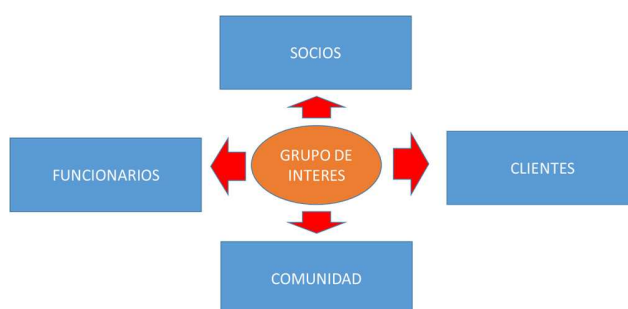 SOCIOS
FUNCIONARIOS
GRUPO DE
INTERES
CLIENTES
COMUNIDAD